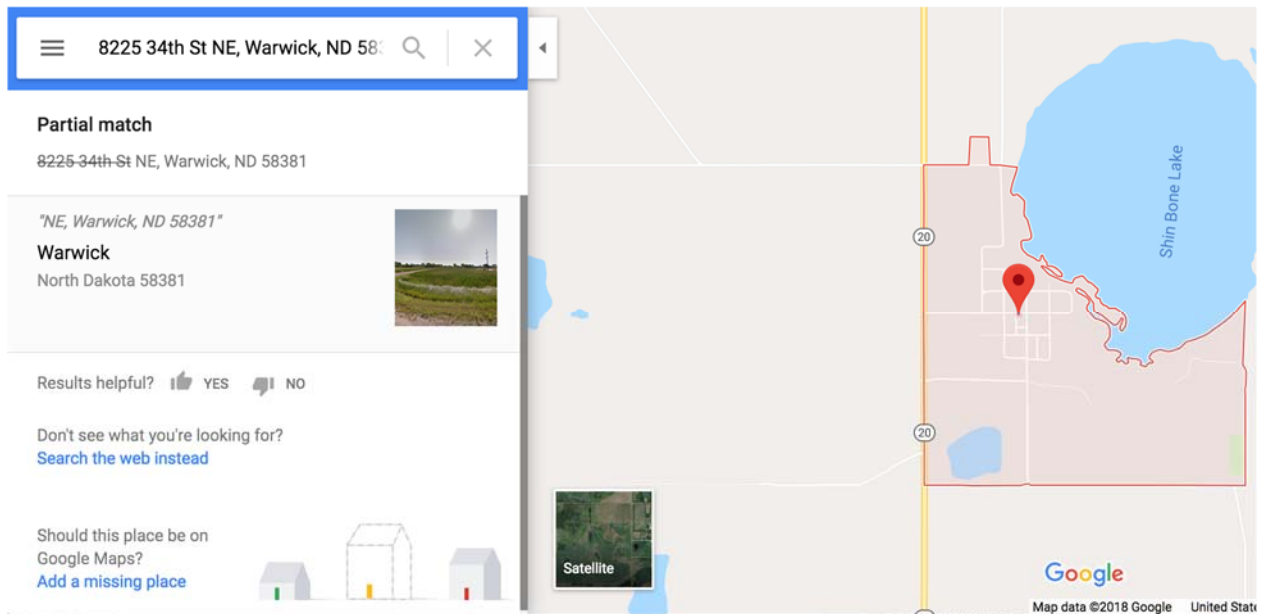 8225 34th St NE, Warwick, ND 58
Partial match
8225 34th St NE, Warwick, ND 58381
"NE, Warwick, ND 58381"
Warwick
North Dakota 58381
Results helpful? YES NO
Don't see what you're looking for?
Search the web instead
Should this place be on
Google Maps?
Add a missing place
Satellite
20
20
Shin Bone Lake
Google
Map data ©2018 Google United State